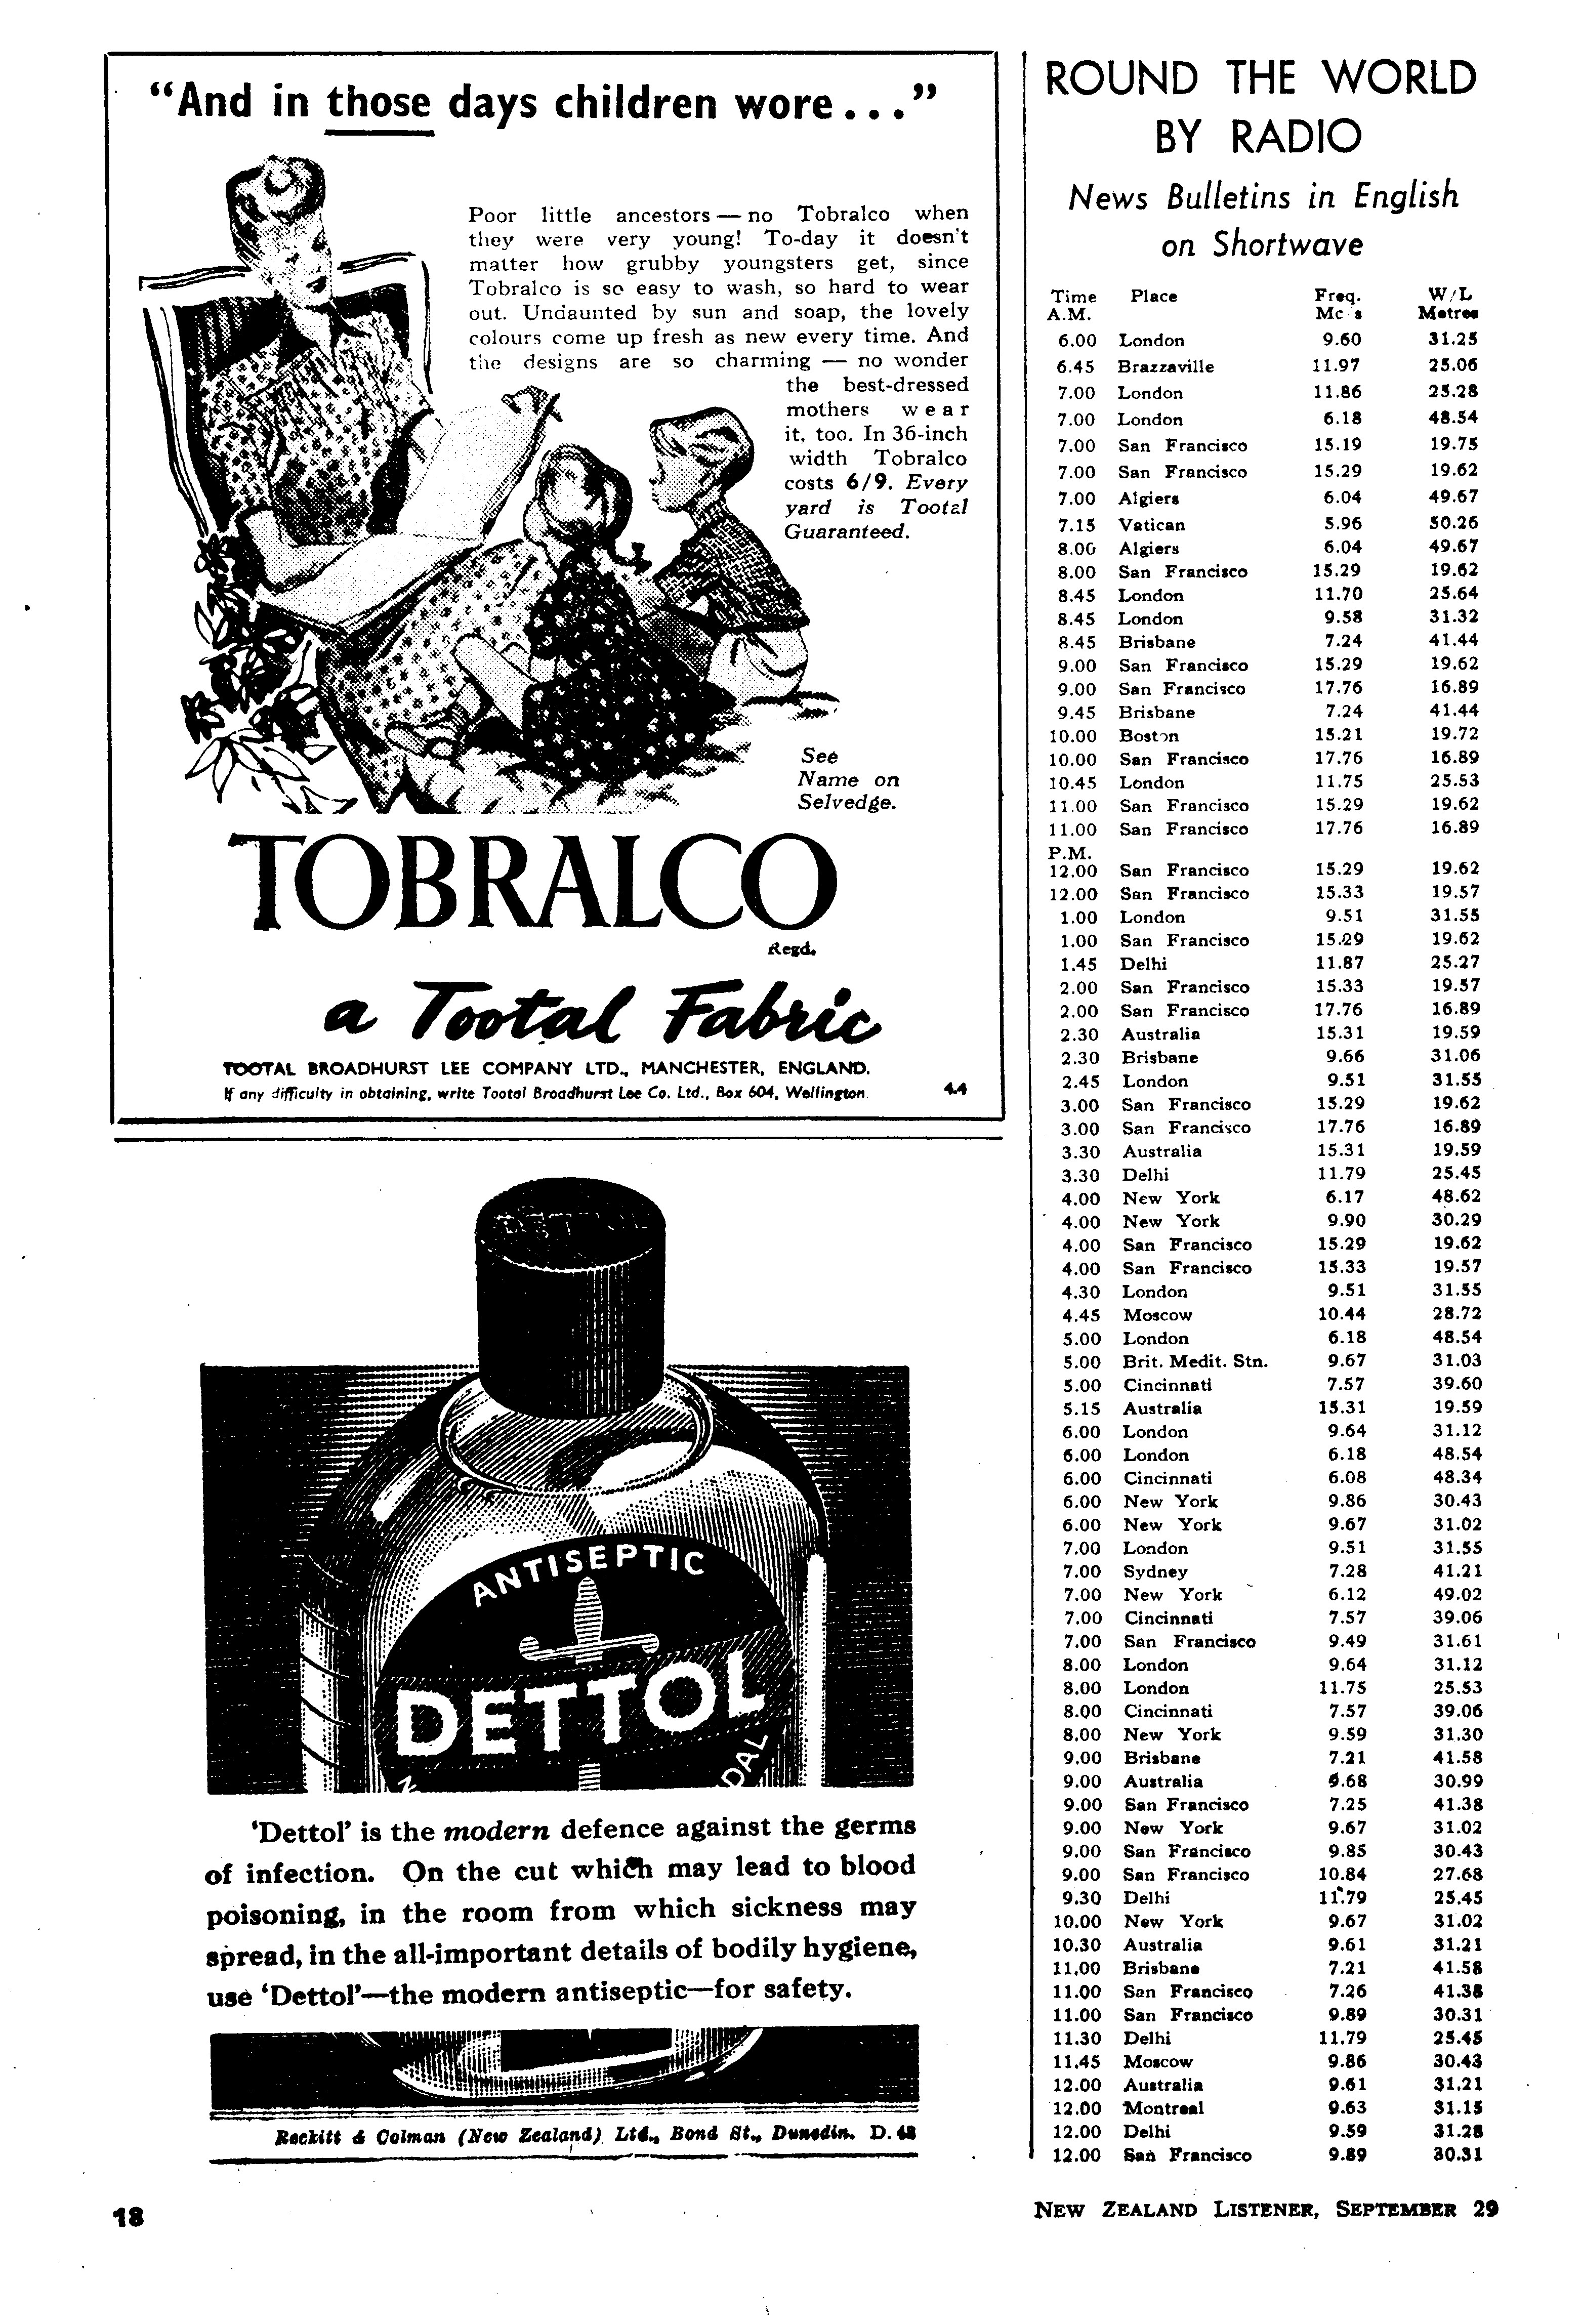 "And in those days children wore..."
Poor little ancestors — no Tobralco when
they were very young! To-day it doesn't
matter how grubby youngsters get, since
Tobralco is so easy to wash, so hard to wear
out. Undaunted by sun and soap, the lovely
colours come up fresh as new every time. And
the designs are so charming — no wonder
the best-dressed
mothers wear
it, too. In 36-inch
width Tobralco
costs 6/9. Every
yard is Tootal
Guaranteed.
See
Name on
Selvedge.
TOBRALCO
Regd.
a Tootal Fabric
TOOTAL BROADHURST LEE COMPANY LTD., MANCHESTER, ENGLAND.
If any difficulty in obtaining, write Tootal Broadhurst Lee Co. Ltd., Box 604, Wellington. 4.4
ANTISEPTIC
DETTOL
'Dettol' is the modern defence against the germs
of infection. On the cut which may lead to blood
poisoning, in the room from which sickness may
spread, in the all-important details of bodily hygiene,
use 'Dettol'—the modern antiseptic—for safety.
Reckitt & Colman (New Zealand) Ltd., Bond St., Dunedin. D.48
ROUND THE WORLD
BY RADIO
News Bulletins in English
on Shortwave
Time Place Freq. W/L
A.M. Mc s Metres
6.00 London 9.60 31.25
6.45 Brazzaville 11.97 25.06
7.00 London 11.86 25.28
7.00 London 6.18 48.54
7.00 San Francisco 15.19 19.75
7.00 San Francisco 15.29 19.62
7.00 Algiers 6.04 49.67
7.15 Vatican 5.96 50.26
8.00 Algiers 6.04 49.67
8.00 San Francisco 15.29 19.62
8.45 London 11.70 25.64
8.45 London 9.58 31.32
8.45 Brisbane 7.24 41.44
9.00 San Francisco 15.29 19.62
9.00 San Francisco 17.76 16.89
9.45 Brisbane 7.24 41.44
10.00 Boston 15.21 19.72
10.00 San Francisco 17.76 16.89
10.45 London 11.75 25.53
11.00 San Francisco 15.29 19.62
11.00 San Francisco 17.76 16.89
P.M.
12.00 San Francisco 15.29 19.62
12.00 San Francisco 15.33 19.57
1.00 London 9.51 31.55
1.00 San Francisco 15.29 19.62
1.45 Delhi 11.87 25.27
2.00 San Francisco 15.33 19.57
2.00 San Francisco 17.76 16.89
2.30 Australia 15.31 19.59
2.30 Brisbane 9.66 31.06
2.45 London 9.51 31.55
3.00 San Francisco 15.29 19.62
3.00 San Francisco 17.76 16.89
3.30 Australia 15.31 19.59
3.30 Delhi 11.79 25.45
4.00 New York 6.17 48.62
4.00 New York 9.90 30.29
4.00 San Francisco 15.29 19.62
4.00 San Francisco 15.33 19.57
4.30 London 9.51 31.55
4.45 Moscow 10.44 28.72
5.00 London 6.18 48.54
5.00 Brit. Medit. Stn. 9.67 31.03
5.00 Cincinnati 7.57 39.60
5.15 Australia 15.31 19.59
6.00 London 9.64 31.12
6.00 London 6.18 48.54
6.00 Cincinnati 6.08 48.34
6.00 New York 9.86 30.43
6.00 New York 9.67 31.02
7.00 London 9.51 31.55
7.00 Sydney 7.28 41.21
7.00 New York 6.12 49.02
7.00 Cincinnati 7.57 39.06
7.00 San Francisco 9.49 31.61
8.00 London 9.64 31.12
8.00 London 11.75 25.53
8.00 Cincinnati 7.57 39.06
8.00 New York 9.59 31.30
9.00 Brisbane 7.21 41.58
9.00 Australia 9.68 30.99
9.00 San Francisco 7.25 41.38
9.00 New York 9.67 31.02
9.00 San Francisco 9.85 30.43
9.00 San Francisco 10.84 27.68
9.30 Delhi 11.79 25.45
10.00 New York 9.67 31.02
10.30 Australia 9.61 31.21
11.00 Brisbane 7.21 41.58
11.00 San Francisco 7.26 41.38
11.00 San Francisco 9.89 30.31
11.30 Delhi 11.79 25.45
11.45 Moscow 9.86 30.43
12.00 Australia 9.61 31.21
12.00 Montreal 9.63 31.15
12.00 Delhi 9.59 31.28
12.00 San Francisco 9.89 30.31
18
NEW ZEALAND LISTENER, SEPTEMBER 29